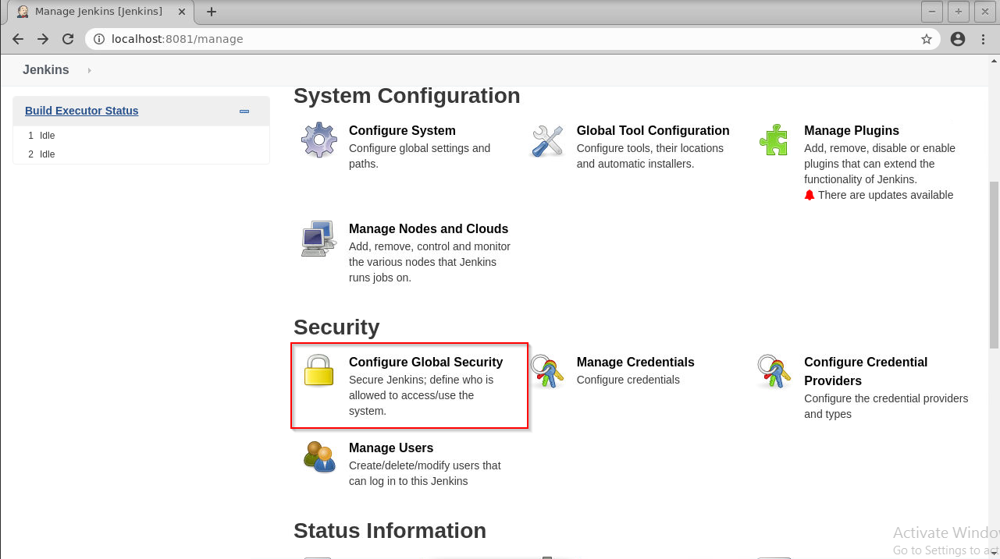 Manage Jenkins [Jenkins]
localhost:8081/manage
Jenkins
Build Executor Status
1 Idle
2 Idle
System Configuration
Configure System
Configure global settings and
paths.
Global Tool Configuration
Configure tools, their locations
and automatic installers.
Manage Plugins
Add, remove, disable or enable
plugins that can extend the
functionality of Jenkins.
There are updates available
Manage Nodes and Clouds
Add, remove, control and monitor
the various nodes that Jenkins
runs jobs on.
Security
Configure Global Security
Secure Jenkins; define who is
allowed to access/use the
system.
Manage Credentials
Configure credentials
Configure Credential
Providers
Configure the credential providers
and types
Manage Users
Create/delete/modify users that
can log in to this Jenkins
Status Information
Activate Windo
Go to Settings to act